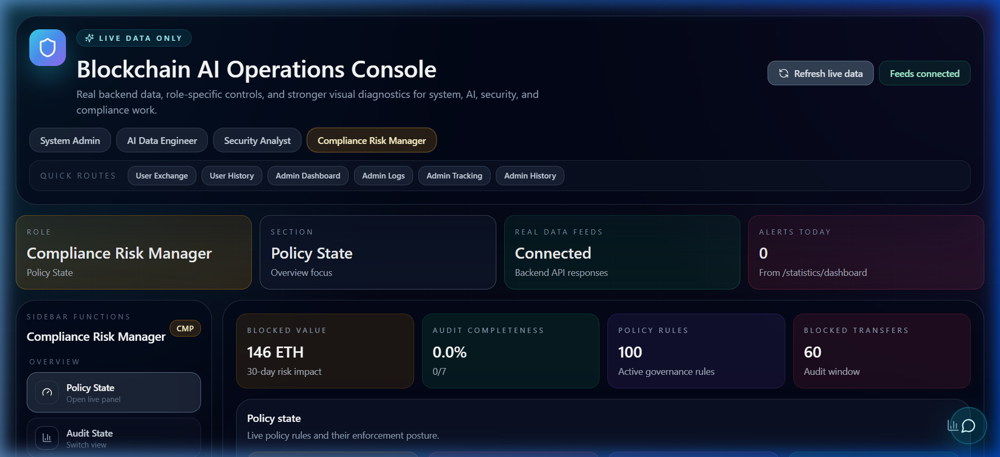 LIVE DATA ONLY
Blockchain AI Operations Console
Real backend data, role-specific controls, and stronger visual diagnostics for system, AI, security, and
compliance work.
Refresh live data
Feeds connected
System Admin
AI Data Engineer
Security Analyst
Compliance Risk Manager
QUICK ROUTES
User Exchange
User History
Admin Dashboard
Admin Logs
Admin Tracking
Admin History
ROLE
Compliance Risk Manager
Policy State
SECTION
Policy State
Overview focus
REAL DATA FEEDS
Connected
Backend API responses
ALERTS TODAY
0
From /statistics/dashboard
SIDEBAR FUNCTIONS
Compliance Risk Manager
CMP
OVERVIEW
Policy State
Open live panel
Audit State
Switch view
BLOCKED VALUE
146 ETH
30-day risk impact
AUDIT COMPLETENESS
0.0%
0/7
POLICY RULES
100
Active governance rules
BLOCKED TRANSFERS
60
Audit window
Policy state
Live policy rules and their enforcement posture.